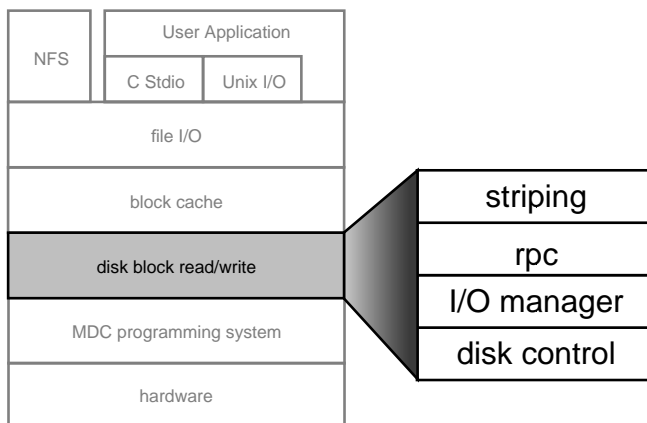 User Application
NFS
C Stdio
Unix I/O
file I/O
block cache
disk block read/write
MDC programming system
hardware
striping
rpc
I/O manager
disk control